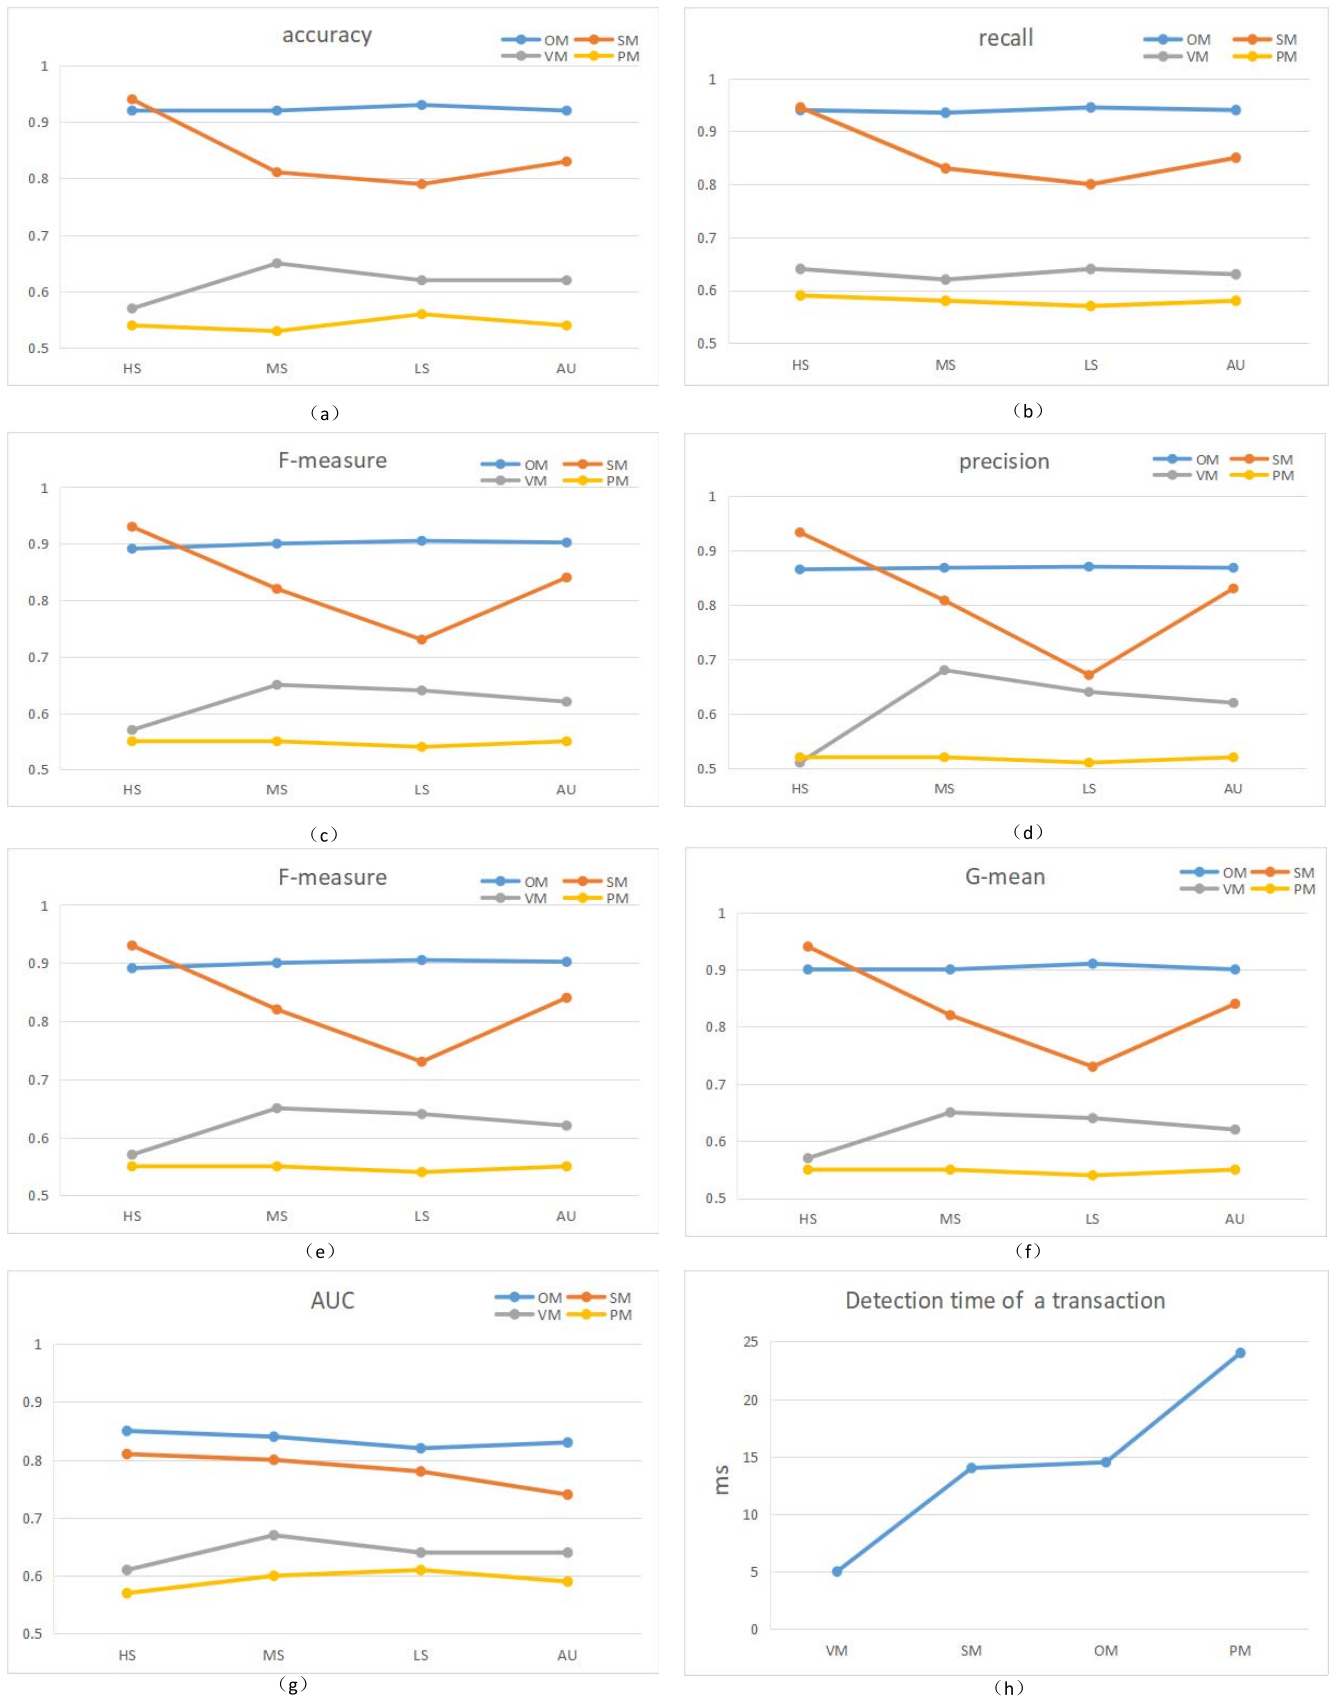 accuracy
OM SM
VM PM
1
0.9
0.8
0.7
0.6
0.5
HS MS LS AU
（a）
recall
OM SM
VM PM
1
0.9
0.8
0.7
0.6
0.5
HS MS LS AU
（b）
F-measure
OM SM
VM PM
1
0.9
0.8
0.7
0.6
0.5
HS MS LS AU
（c）
precision
OM SM
VM PM
1
0.9
0.8
0.7
0.6
0.5
HS MS LS AU
（d）
F-measure
OM SM
VM PM
1
0.9
0.8
0.7
0.6
0.5
HS MS LS AU
（e）
G-mean
OM SM
VM PM
1
0.9
0.8
0.7
0.6
0.5
HS MS LS AU
（f）
AUC
OM SM
VM PM
1
0.9
0.8
0.7
0.6
0.5
HS MS LS AU
（g）
Detection time of a transaction
ms
25
20
15
10
5
0
VM SM OM PM
（h）